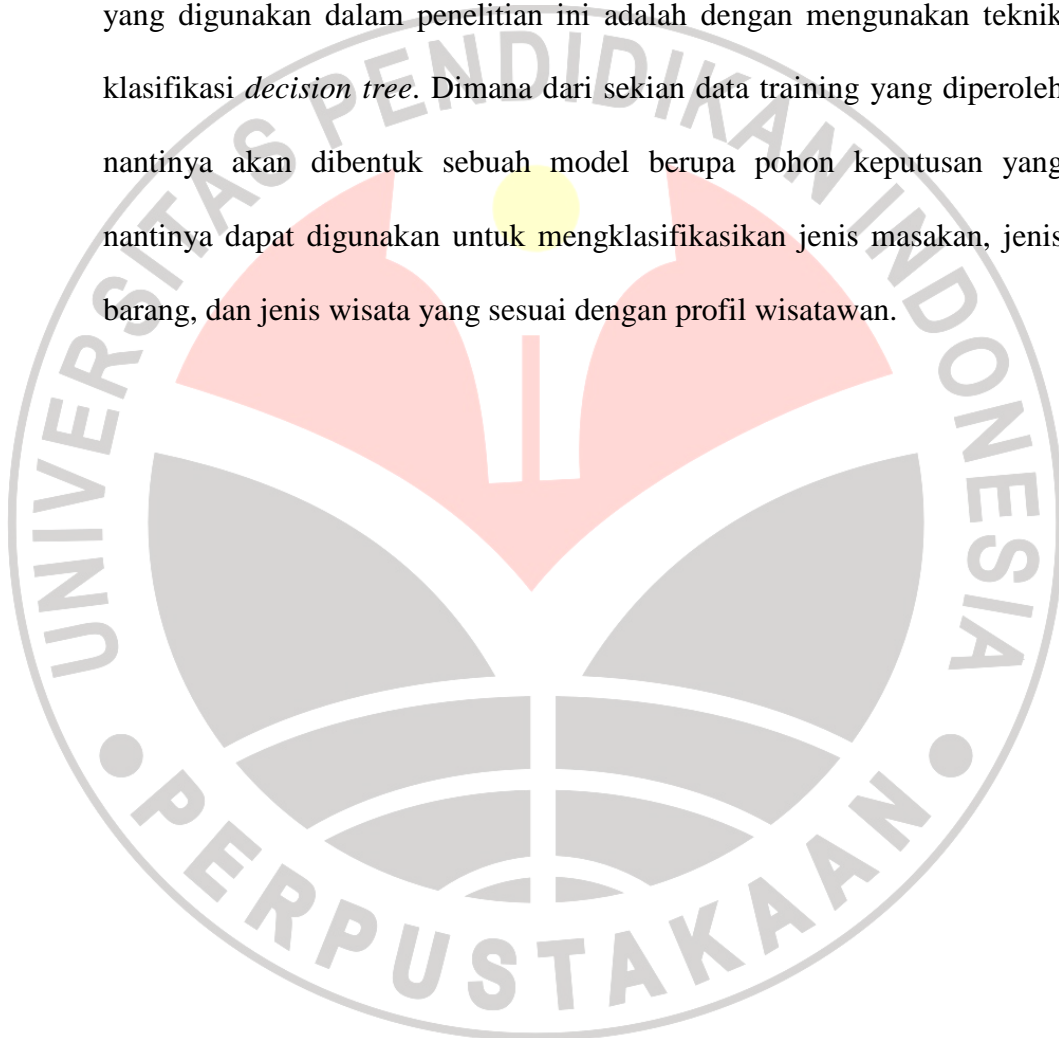 yang digunakan dalam penelitian ini adalah dengan mengunakan teknik
klasifikasi decision tree. Dimana dari sekian data training yang diperoleh
nantinya akan dibentuk sebuah model berupa pohon keputusan yang
nantinya dapat digunakan untuk mengklasifikasikan jenis masakan, jenis
barang, dan jenis wisata yang sesuai dengan profil wisatawan.
UNIVERSITAS PENDIDIKAN INDONESIA
PERPUSTAKAAN